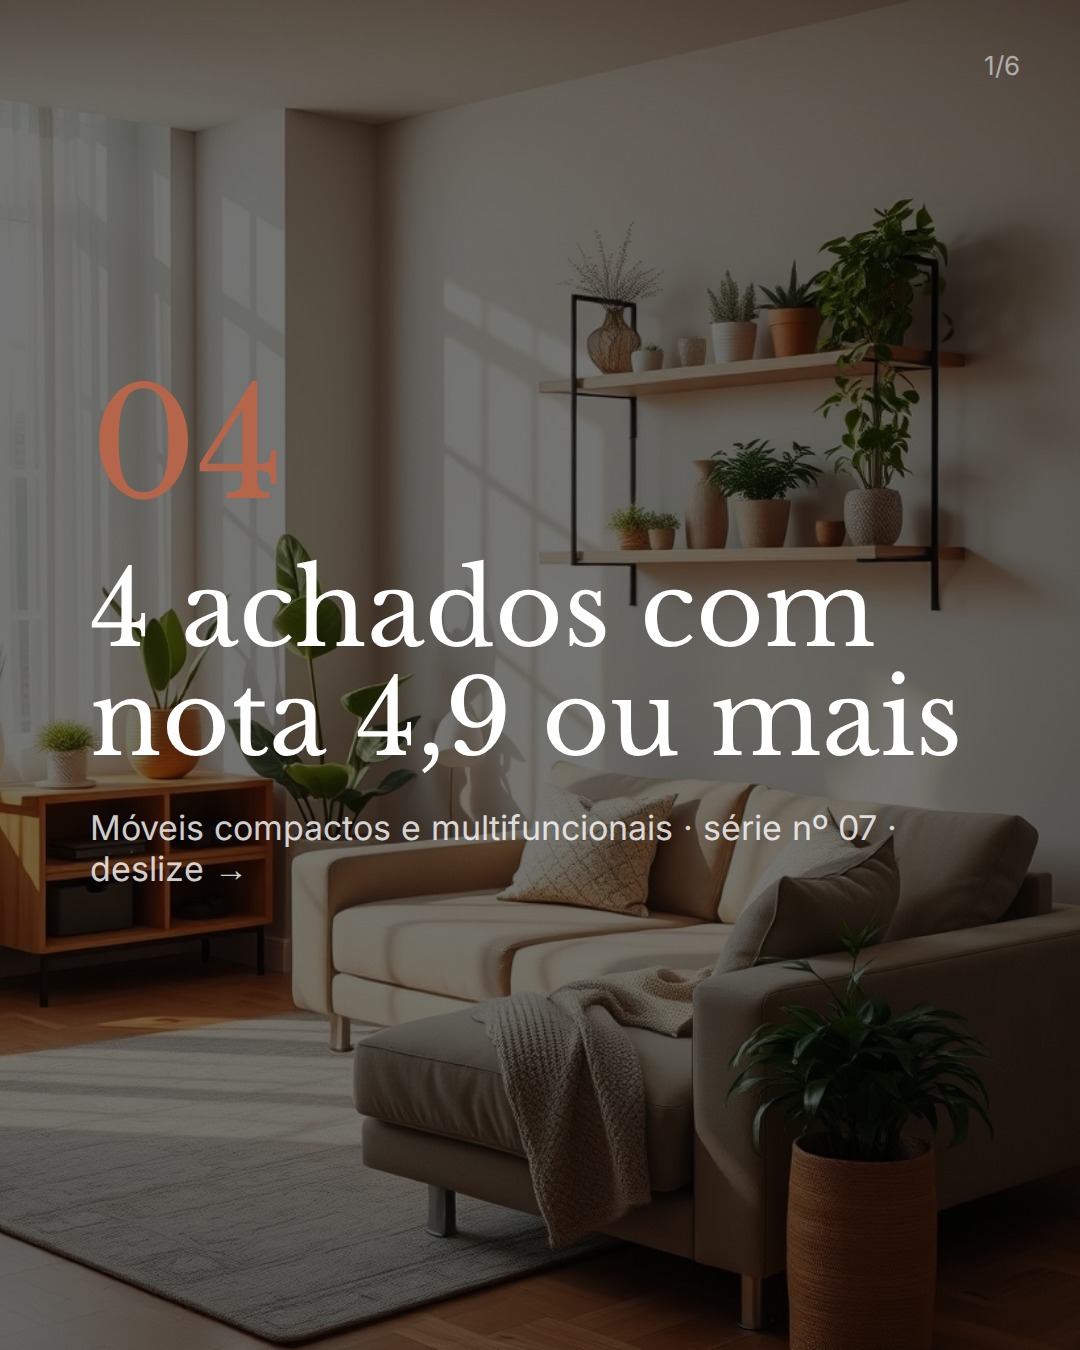 1/6
04
4 achados com
nota 4,9 ou mais
Móveis compactos e multifuncionais · série nº 07 ·
deslize →